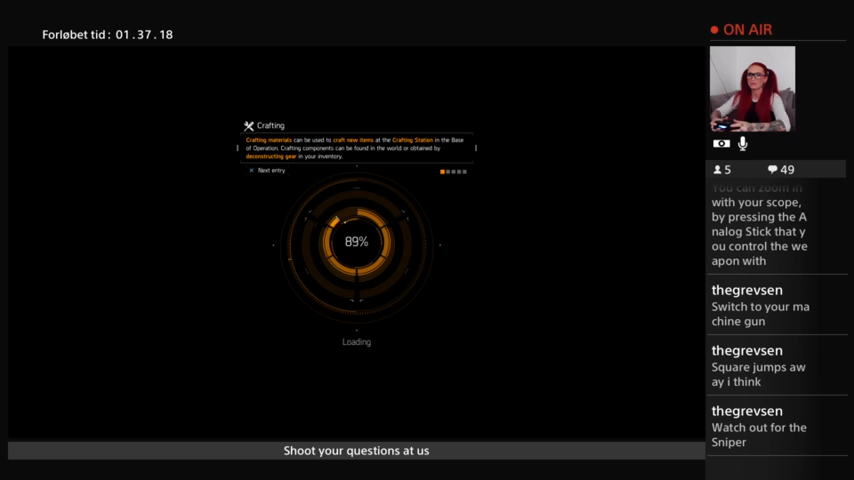 Forløbet tid: 01.37.18
ON AIR
Crafting
Crafting materials can be used to craft new items at the Crafting Station in the Base
of Operation. Crafting components can be found in the world or obtained by
deconstructing gear in your inventory.
Next entry
89%
Loading
Shoot your questions at us
5
49
You can zoom in
with your scope,
by pressing the A
nalog Stick that y
ou control the we
apon with
thegrevsen
Switch to your ma
chine gun
thegrevsen
Square jumps aw
ay i think
thegrevsen
Watch out for the
Sniper